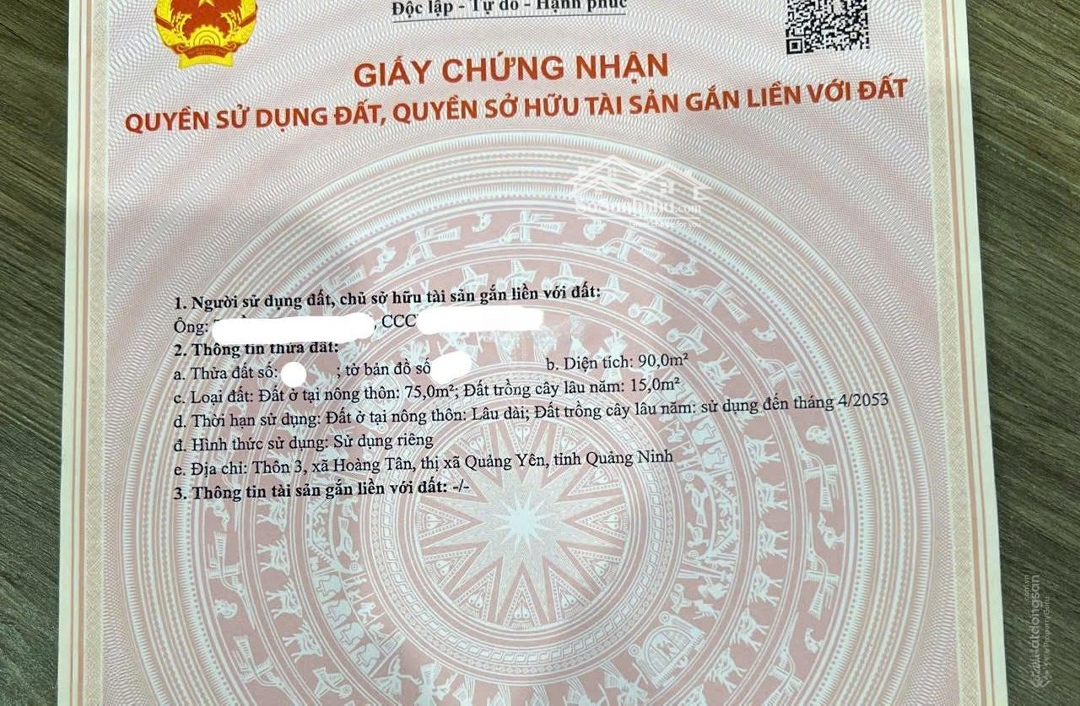 Độc lập - Tự do - Hạnh phúc
GIẤY CHỨNG NHẬN
QUYỀN SỬ DỤNG ĐẤT, QUYỀN SỞ HỮU TÀI SẢN GẮN LIỀN VỚI ĐẤT
1. Người sử dụng đất, chủ sở hữu tài sản gắn liền với đất:
Ông: , CCC
2. Thông tin thửa đất:
a. Thửa đất số: ; tờ bản đồ số b. Diện tích: 90,0m²
c. Loại đất: Đất ở tại nông thôn: 75,0m²; Đất trồng cây lâu năm: 15,0m²
d. Thời hạn sử dụng: Đất ở tại nông thôn: Lâu dài; Đất trồng cây lâu năm: sử dụng đến tháng 4/2053
đ. Hình thức sử dụng: Sử dụng riêng
e. Địa chỉ: Thôn 3, xã Hoàng Tân, thị xã Quảng Yên, tỉnh Quảng Ninh
3. Thông tin tài sản gắn liền với đất: -/-